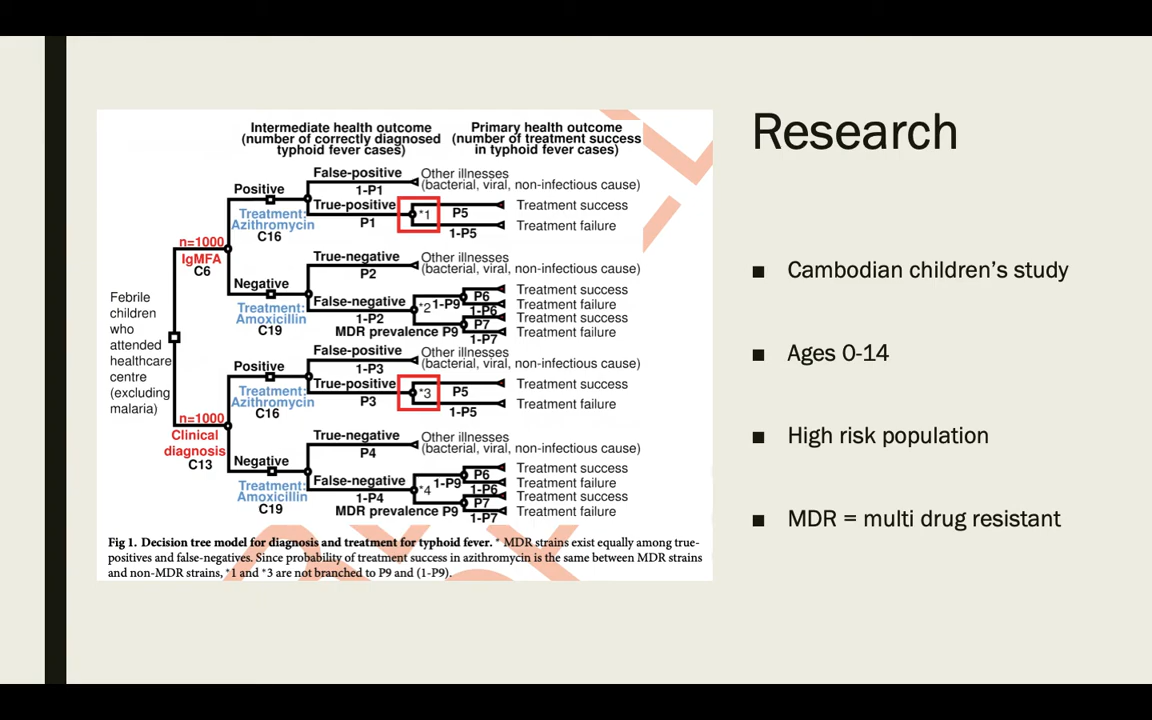 Research
Intermediate health outcome
(number of correctly diagnosed
typhoid fever cases)
Primary health outcome
(number of treatment success
in typhoid fever cases)
Febrile
children
who
attended
healthcare
centre
(excluding
malaria)
n=1000
IgMFA
C6
Positive
Treatment:
Azithromycin
C16
False-positive
1-P1
Other illnesses
(bacterial, viral, non-infectious cause)
True-positive
P1
*1
P5
Treatment success
1-P5
Treatment failure
Negative
Treatment:
Amoxicillin
C19
True-negative
P2
Other illnesses
(bacterial, viral, non-infectious cause)
False-negative
1-P2
*2
1-P9
MDR prevalence P9
P6
Treatment success
1-P6
Treatment failure
P7
Treatment success
1-P7
Treatment failure
n=1000
Clinical
diagnosis
C13
Positive
Treatment:
Azithromycin
C16
False-positive
1-P3
Other illnesses
(bacterial, viral, non-infectious cause)
True-positive
P3
*3
P5
Treatment success
1-P5
Treatment failure
Negative
Treatment:
Amoxicillin
C19
True-negative
P4
Other illnesses
(bacterial, viral, non-infectious cause)
False-negative
1-P4
*4
1-P9
MDR prevalence P9
P6
Treatment success
1-P6
Treatment failure
P7
Treatment success
1-P7
Treatment failure
Fig 1. Decision tree model for diagnosis and treatment for typhoid fever. * MDR strains exist equally among true-
positives and false-negatives. Since probability of treatment success in azithromycin is the same between MDR strains
and non-MDR strains, *1 and *3 are not branched to P9 and (1-P9).
■ Cambodian children's study
■ Ages 0-14
■ High risk population
■ MDR = multi drug resistant